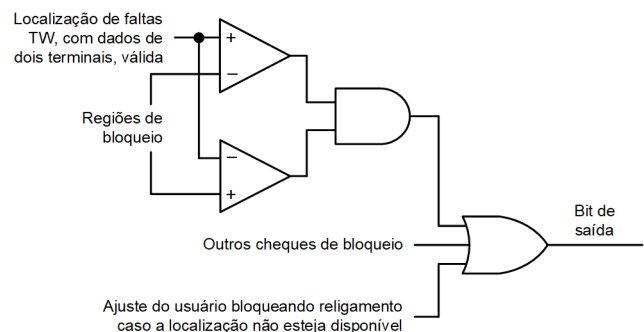 Localização de faltas
TW, com dados de
dois terminais, válida
+
−
Regiões de
bloqueio
−
+
Bit de
saída
Outros cheques de bloqueio
Ajuste do usuário bloqueando religamento
caso a localização não esteja disponível